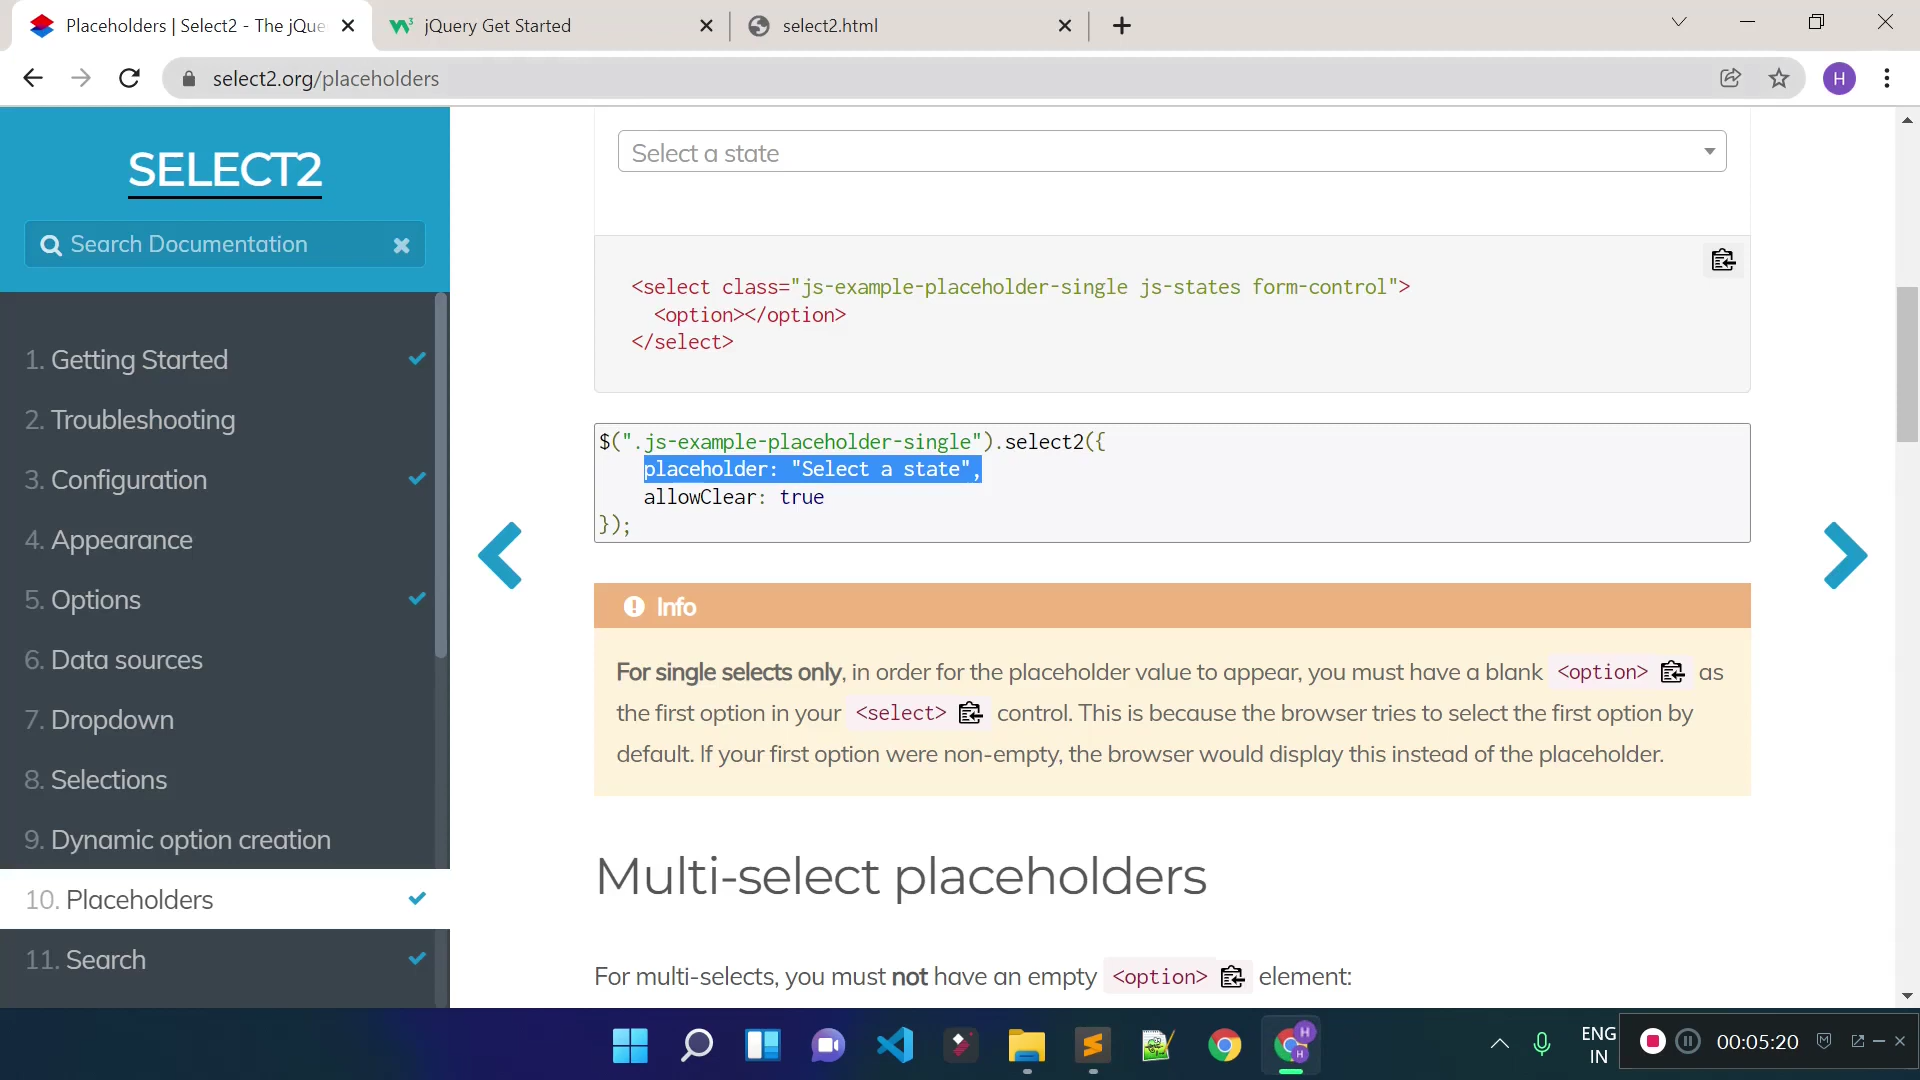 Placeholders | Select2 - The jQue
jQuery Get Started
select2.html
select2.org/placeholders
H
SELECT2
Search Documentation
1. Getting Started
2. Troubleshooting
3. Configuration
4. Appearance
5. Options
6. Data sources
7. Dropdown
8. Selections
9. Dynamic option creation
10. Placeholders
11. Search
Select a state
<select class="js-example-placeholder-single js-states form-control">
<option></option>
</select>
$(".js-example-placeholder-single").select2({
placeholder: "Select a state",
allowClear: true
});
Info
For single selects only, in order for the placeholder value to appear, you must have a blank <option> as
the first option in your <select> control. This is because the browser tries to select the first option by
default. If your first option were non-empty, the browser would display this instead of the placeholder.
Multi-select placeholders
For multi-selects, you must not have an empty <option> element:
H
H
ENG
IN
00:05:20